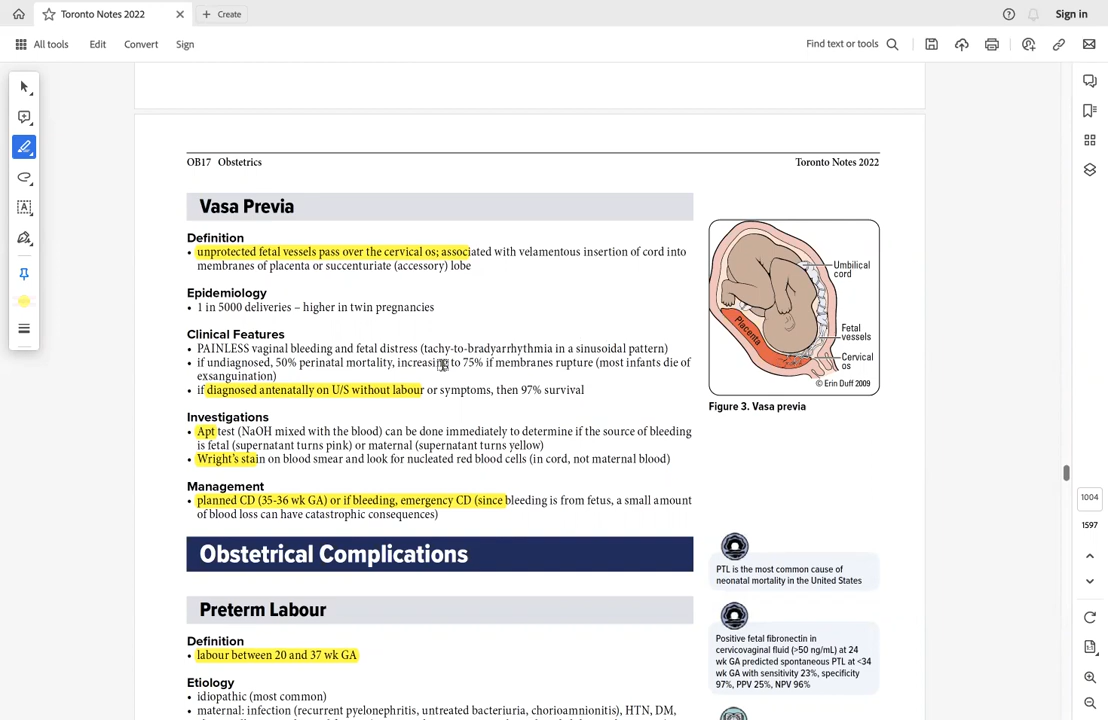 Toronto Notes 2022
Create
Sign in
All tools
Edit
Convert
Sign
Find text or tools
OB17 Obstetrics
Toronto Notes 2022
Vasa Previa
Definition
• unprotected fetal vessels pass over the cervical os; associated with velamentous insertion of cord into
membranes of placenta or succenturiate (accessory) lobe
Epidemiology
• 1 in 5000 deliveries – higher in twin pregnancies
Clinical Features
• PAINLESS vaginal bleeding and fetal distress (tachy-to-bradyarrhythmia in a sinusoidal pattern)
• if undiagnosed, 50% perinatal mortality, increasing to 75% if membranes rupture (most infants die of
exsanguination)
• if diagnosed antenatally on U/S without labour or symptoms, then 97% survival
Investigations
• Apt test (NaOH mixed with the blood) can be done immediately to determine if the source of bleeding
is fetal (supernatant turns pink) or maternal (supernatant turns yellow)
• Wright's stain on blood smear and look for nucleated red blood cells (in cord, not maternal blood)
Management
• planned CD (35-36 wk GA) or if bleeding, emergency CD (since bleeding is from fetus, a small amount
of blood loss can have catastrophic consequences)
Umbilical
cord
Placenta
Fetal
vessels
Cervical
os
© Erin Duff 2009
Figure 3. Vasa previa
Obstetrical Complications
Preterm Labour
Definition
• labour between 20 and 37 wk GA
Etiology
• idiopathic (most common)
• maternal: infection (recurrent pyelonephritis, untreated bacteriuria, chorioamnionitis), HTN, DM,
PTL is the most common cause of
neonatal mortality in the United States
Positive fetal fibronectin in
cervicovaginal fluid (>50 ng/mL) at 24
wk GA predicted spontaneous PTL at <34
wk GA with sensitivity 23%, specificity
97%, PPV 25%, NPV 96%
1004
1597